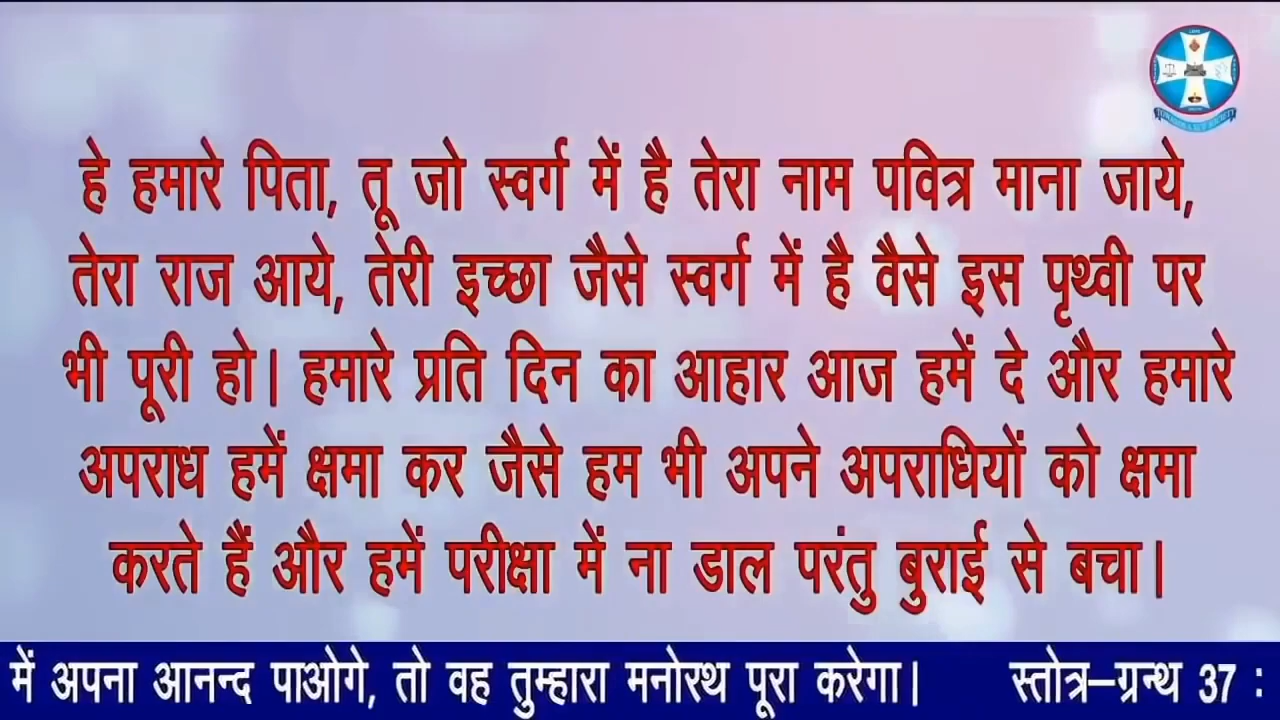 हे हमारे पिता, तू जो स्वर्ग में है तेरा नाम पवित्र माना जाये,
तेरा राज आये, तेरी इच्छा जैसे स्वर्ग में है वैसे इस पृथ्वी पर
भी पूरी हो| हमारे प्रति दिन का आहार आज हमें दे और हमारे
अपराध हमें क्षमा कर जैसे हम भी अपने अपराधियों को क्षमा
करते हैं और हमें परीक्षा में ना डाल परंतु बुराई से बचा|
में अपना आनन्द पाओगे, तो वह तुम्हारा मनोरथ पूरा करेगा| स्तोत्र–ग्रन्थ 37 :